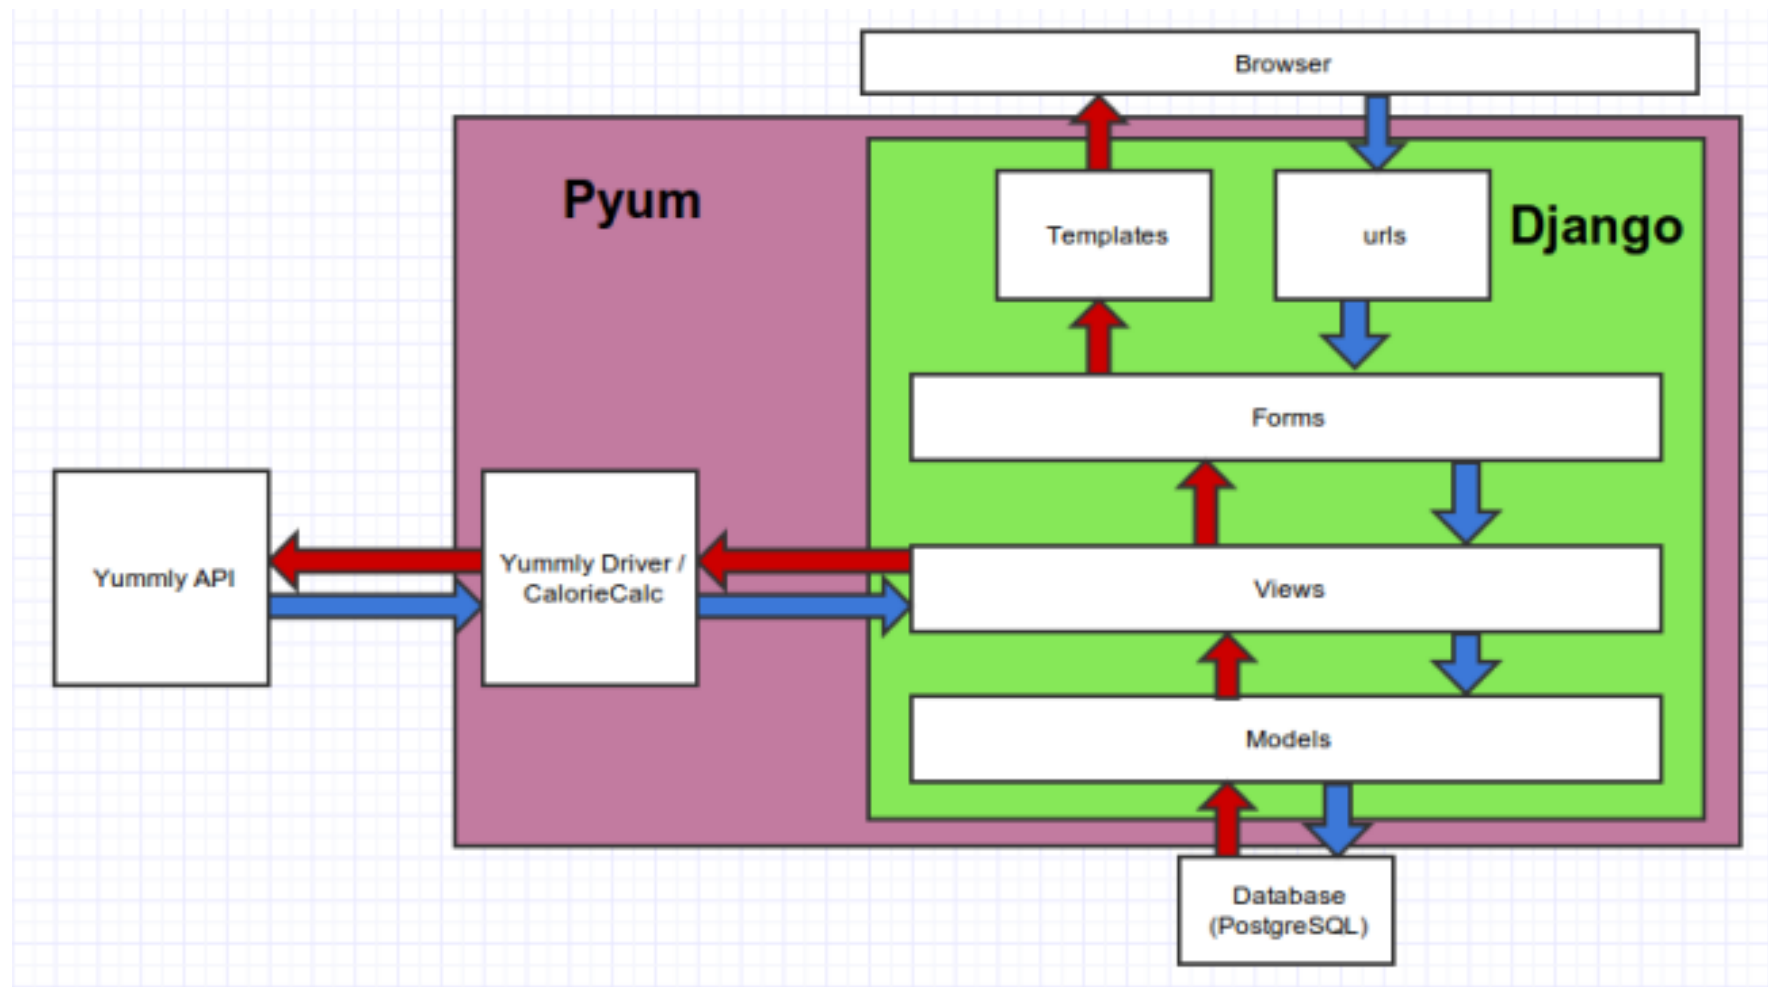 Browser
Pyum
Django
Templates
urls
Forms
Yummly API
Yummly Driver /
CalorieCalc
Views
Models
Database
(PostgreSQL)